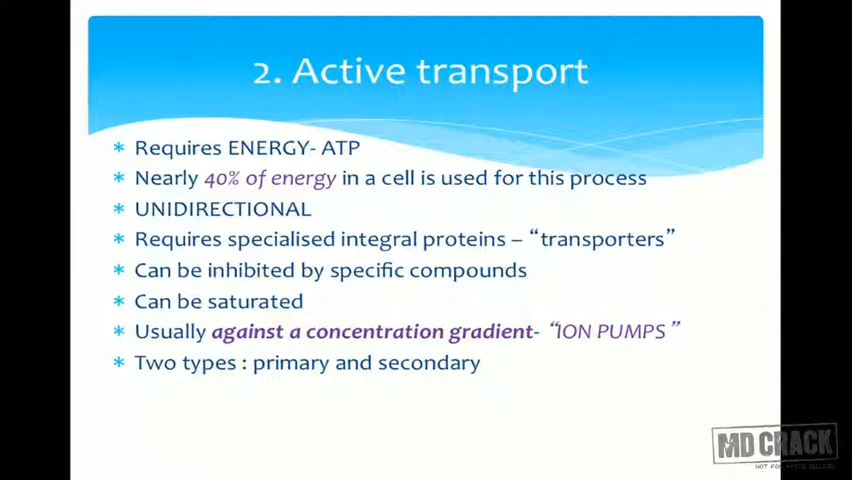 2. Active transport
* Requires ENERGY- ATP
* Nearly 40% of energy in a cell is used for this process
* UNIDIRECTIONAL
* Requires specialised integral proteins – “transporters”
* Can be inhibited by specific compounds
* Can be saturated
* Usually against a concentration gradient- “ION PUMPS ”
* Two types : primary and secondary
MD CRACK